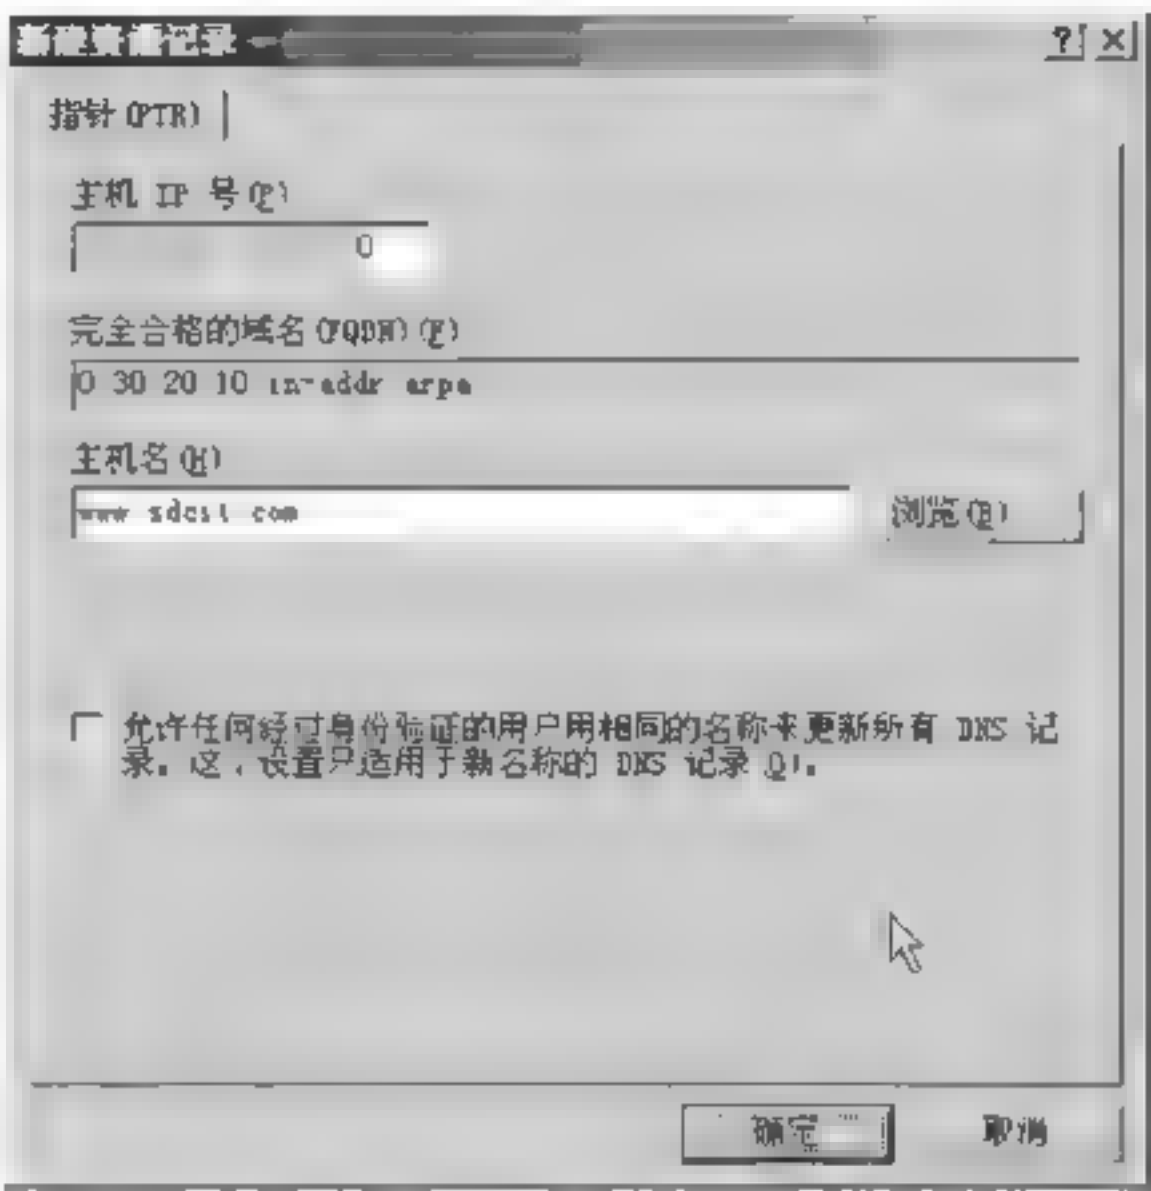 新建资源记录
? ×
指针(PTR)
主机 IP 号(P)
0
完全合格的域名(FQDN)(F)
0 30 20 10 in-addr arpa
主机名(H)
www sdcit com
浏览(B)
允许任何经过身份验证的用户用相同的名称来更新所有 DNS 记
录。这 设置只适用于新名称的 DNS 记录
确定
取消